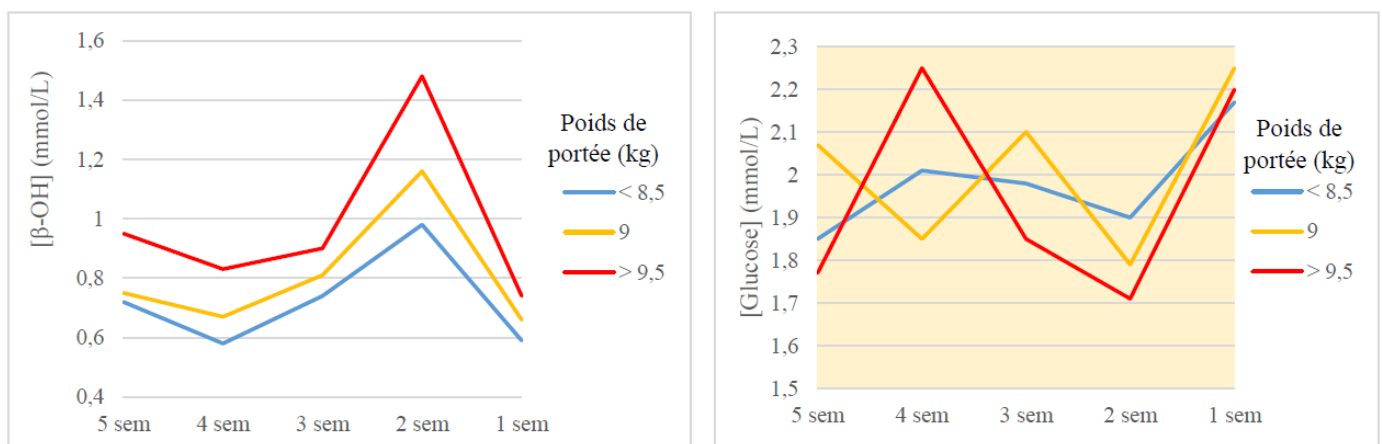 1,6
1,4
1,2
1
0,8
0,6
0,4
[β-OH] (mmol/L)
5 sem 4 sem 3 sem 2 sem 1 sem
Poids de
portée (kg)
< 8,5
9
> 9,5
2,3
2,2
2,1
2
1,9
1,8
1,7
1,6
1,5
[Glucose] (mmol/L)
5 sem 4 sem 3 sem 2 sem 1 sem
Poids de
portée (kg)
< 8,5
9
> 9,5